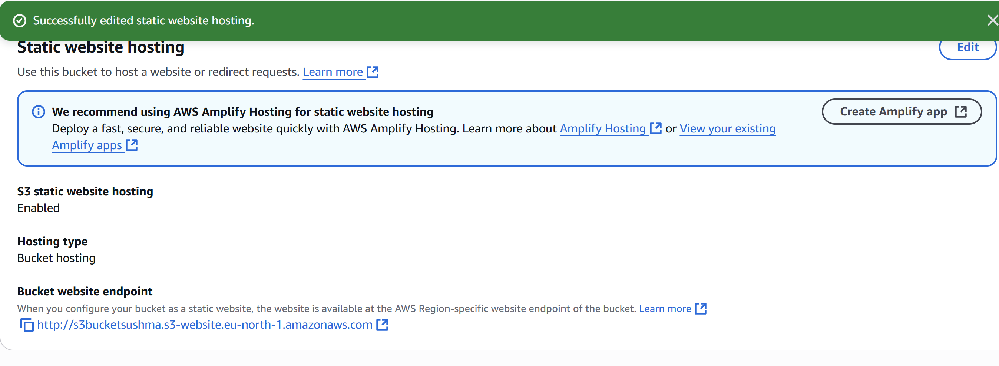 Successfully edited static website hosting.
Static website hosting
Edit
Use this bucket to host a website or redirect requests. Learn more
We recommend using AWS Amplify Hosting for static website hosting
Create Amplify app
Deploy a fast, secure, and reliable website quickly with AWS Amplify Hosting. Learn more about Amplify Hosting or View your existing
Amplify apps
S3 static website hosting
Enabled
Hosting type
Bucket hosting
Bucket website endpoint
When you configure your bucket as a static website, the website is available at the AWS Region-specific website endpoint of the bucket. Learn more
http://s3bucketsushma.s3-website.eu-north-1.amazonaws.com